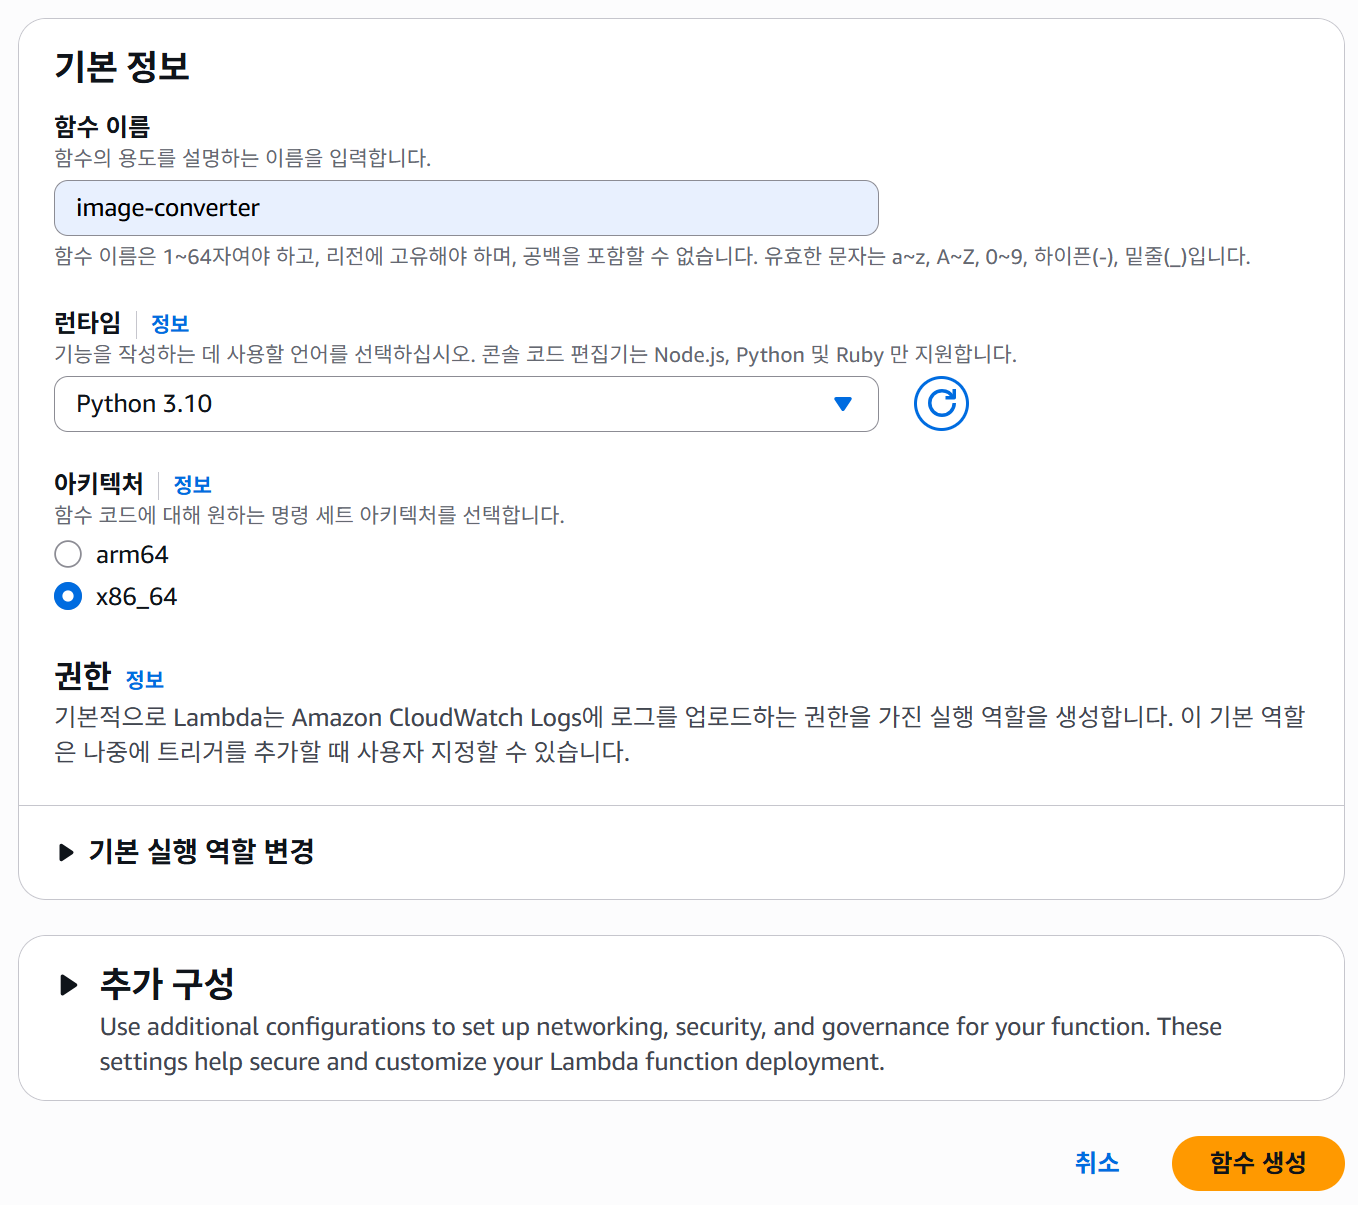 기본 정보
함수 이름
함수의 용도를 설명하는 이름을 입력합니다.
image-converter
함수 이름은 1~64자여야 하고, 리전에 고유해야 하며, 공백을 포함할 수 없습니다. 유효한 문자는 a~z, A~Z, 0~9, 하이픈(-), 밑줄(_)입니다.
런타임 정보
기능을 작성하는 데 사용할 언어를 선택하십시오. 콘솔 코드 편집기는 Node.js, Python 및 Ruby 만 지원합니다.
Python 3.10
아키텍처 정보
함수 코드에 대해 원하는 명령 세트 아키텍처를 선택합니다.
arm64
x86_64
권한 정보
기본적으로 Lambda는 Amazon CloudWatch Logs에 로그를 업로드하는 권한을 가진 실행 역할을 생성합니다. 이 기본 역할
은 나중에 트리거를 추가할 때 사용자 지정할 수 있습니다.
기본 실행 역할 변경
추가 구성
Use additional configurations to set up networking, security, and governance for your function. These
settings help secure and customize your Lambda function deployment.
취소 함수 생성